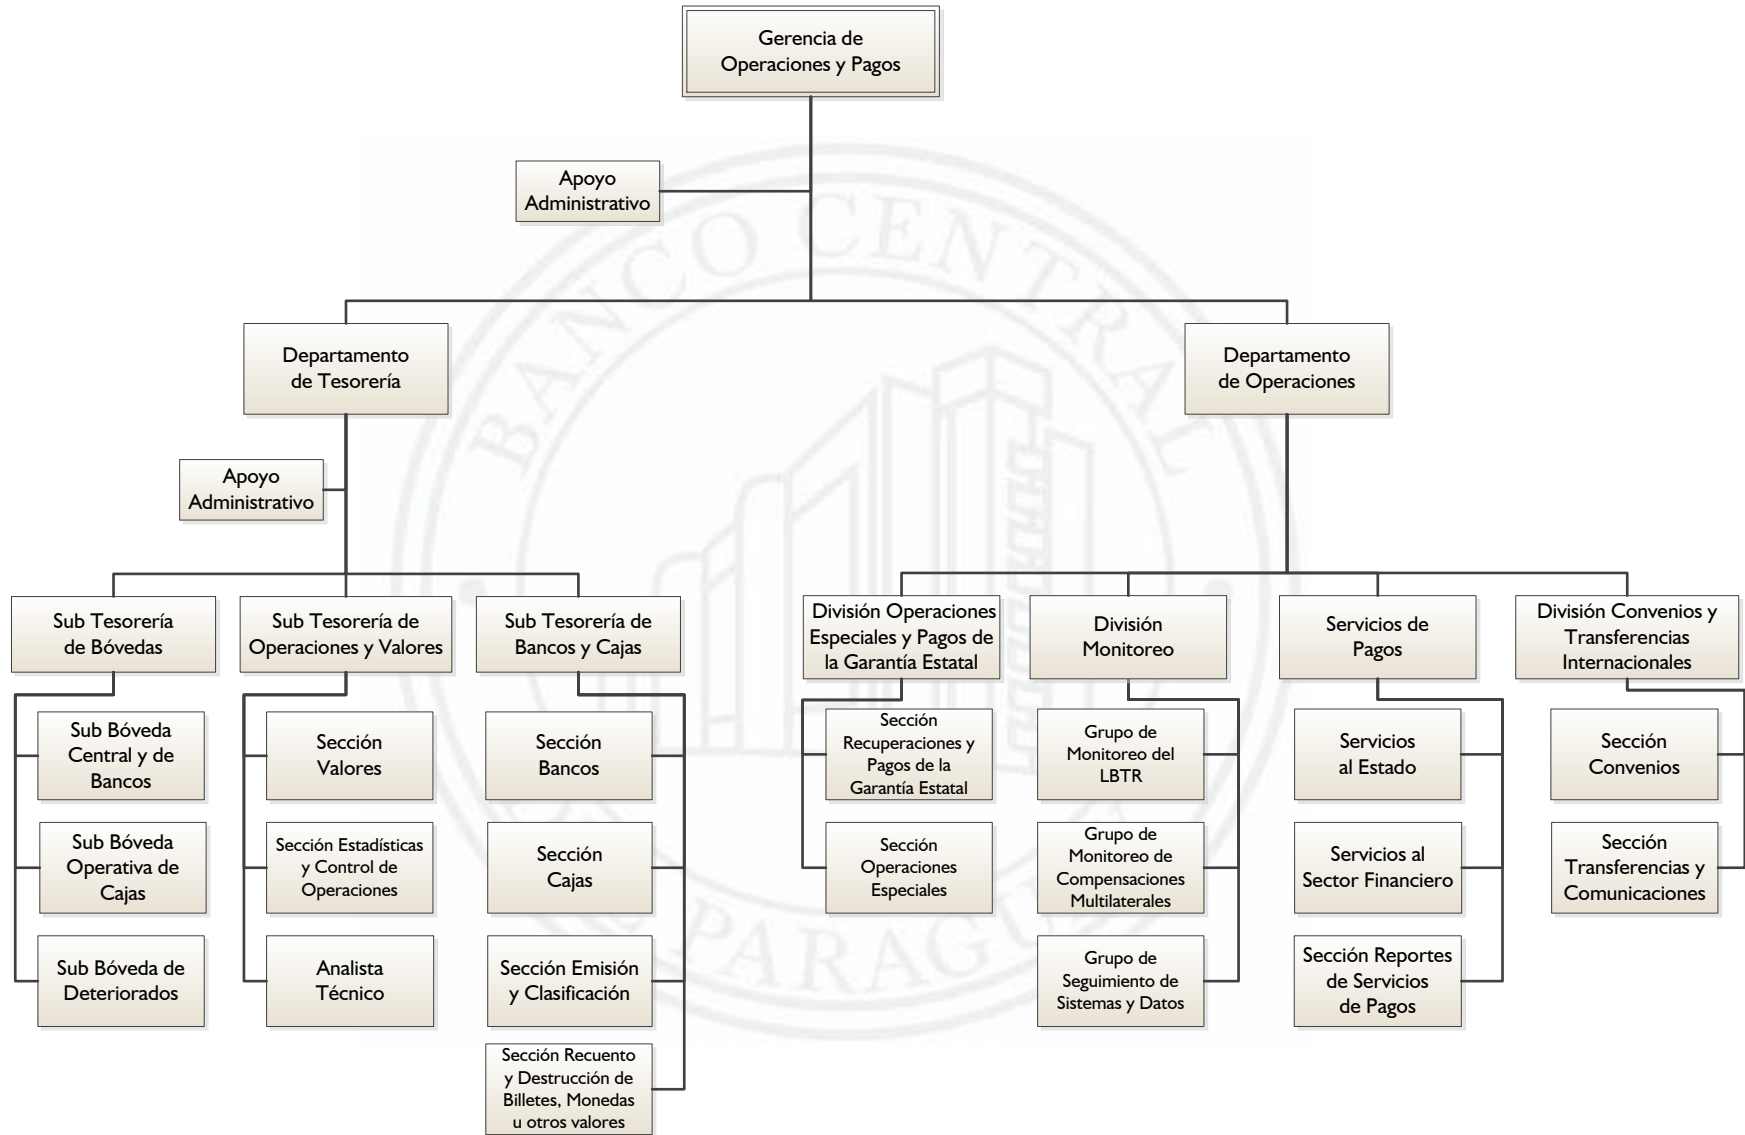 Gerencia de
Operaciones y Pagos
Apoyo
Administrativo
Departamento
de Tesorería
Departamento
de Operaciones
Apoyo
Administrativo
Sub Tesorería
de Bóvedas
Sub Tesorería de
Operaciones y Valores
Sub Tesorería de
Bancos y Cajas
División Operaciones
Especiales y Pagos de
la Garantía Estatal
División
Monitoreo
Servicios de
Pagos
División Convenios y
Transferencias
Internacionales
Sub Bóveda
Central y de
Bancos
Sección
Valores
Sección
Bancos
Sección
Recuperaciones y
Pagos de la
Garantía Estatal
Grupo de
Monitoreo del
LBTR
Servicios
al Estado
Sección
Convenios
Sub Bóveda
Operativa de
Cajas
Sección Estadísticas
y Control de
Operaciones
Sección
Cajas
Sección
Operaciones
Especiales
Grupo de
Monitoreo de
Compensaciones
Multilaterales
Servicios al
Sector Financiero
Sección
Transferencias y
Comunicaciones
Sub Bóveda de
Deteriorados
Analista
Técnico
Sección Emisión
y Clasificación
Grupo de
Seguimiento de
Sistemas y Datos
Sección Reportes
de Servicios
de Pagos
Sección Recuento
y Destrucción de
Billetes, Monedas
u otros valores
BANCO CENTRAL